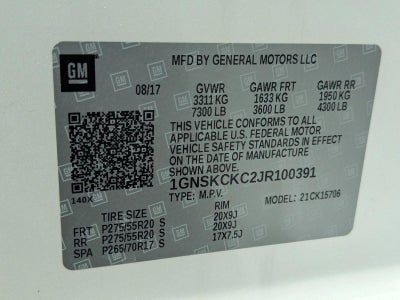 GM
MFD BY GENERAL MOTORS LLC
08/17 GVWR GAWR FRT GAWR RR
3311 KG 1633 KG 1950 KG
7300 LB 3600 LB 4300 LB
THIS VEHICLE CONFORMS TO ALL
APPLICABLE U.S. FEDERAL MOTOR
VEHICLE SAFETY STANDARDS IN
EFFECT ON THE DATE OF MANUFACTURE
SHOWN ABOVE.
1GNSKCKC2JR100391
140X TYPE: M.P.V. MODEL: 21CK15706
TIRE SIZE RIM
FRT P275/55R20 S 20X9J
RR P275/55R20 S 20X9J
SPA P265/70R17 S 17X7.5J